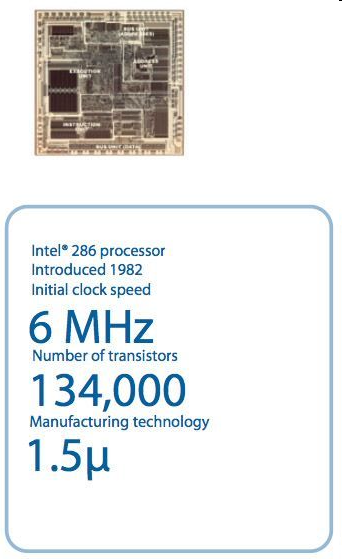 BUS UNIT
(ADDRESSES)
ADDRESS
UNIT
EXECUTION
UNIT
INSTRUCTION
UNIT
BUS UNIT (DATA)
Intel® 286 processor
Introduced 1982
Initial clock speed
6 MHz
Number of transistors
134,000
Manufacturing technology
1.5µ